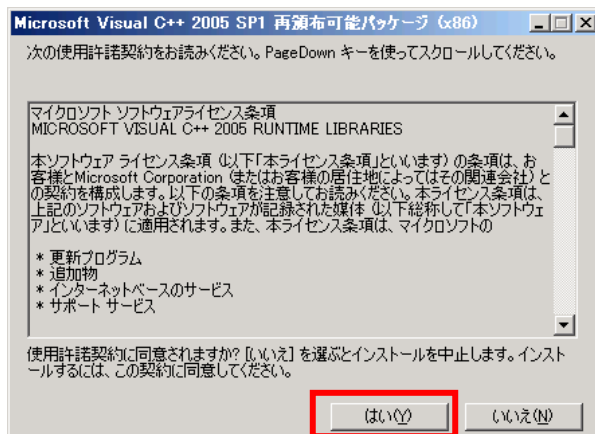 Microsoft Visual C++ 2005 SP1 再頒布可能パッケージ (x86)
次の使用許諾契約をお読みください。PageDown キーを使ってスクロールしてください。
マイクロソフト ソフトウェアライセンス条項
MICROSOFT VISUAL C++ 2005 RUNTIME LIBRARIES
本ソフトウェア ライセンス条項 (以下「本ライセンス条項」といいます) の条項は、お
客様とMicrosoft Corporation (またはお客様の居住地によってはその関連会社) と
の契約を構成します。以下の条項を注意してお読みください。本ライセンス条項は、
上記のソフトウェアおよびソフトウェアが記録された媒体 (以下総称して「本ソフトウェ
ア」といいます) に適用されます。また、本ライセンス条項は、マイクロソフトの
* 更新プログラム
* 追加物
* インターネットベースのサービス
* サポート サービス
使用許諾契約に同意されますか? [いいえ] を選ぶとインストールを中止します。インスト
ールするには、この契約に同意してください。
はい(Y) いいえ(N)